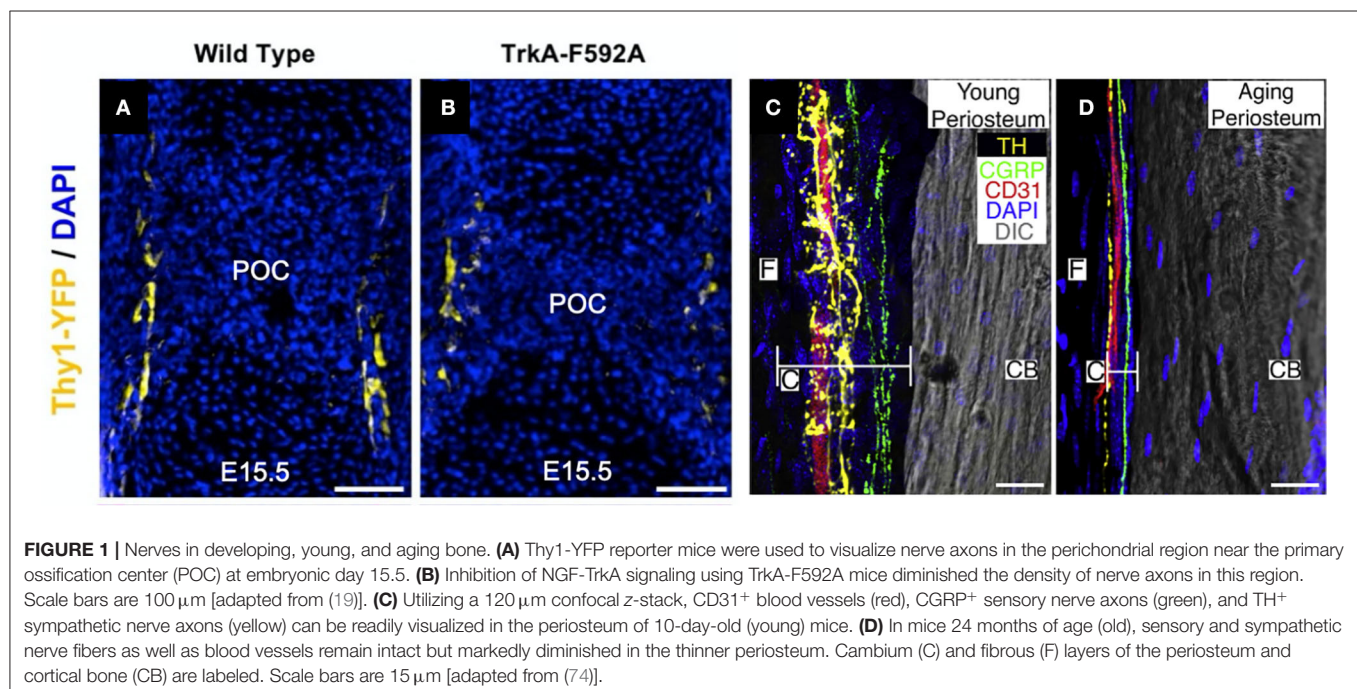 Wild Type
TrkA-F592A
Thy1-YFP / DAPI
A
POC
E15.5
B
POC
E15.5
C
Young
Periosteum
TH
CGRP
CD31
DAPI
DIC
F
C
CB
D
Aging
Periosteum
F
C
CB
FIGURE 1 | Nerves in developing, young, and aging bone. (A) Thy1-YFP reporter mice were used to visualize nerve axons in the perichondrial region near the primary
ossification center (POC) at embryonic day 15.5. (B) Inhibition of NGF-TrkA signaling using TrkA-F592A mice diminished the density of nerve axons in this region.
Scale bars are 100 μm [adapted from (19)]. (C) Utilizing a 120 μm confocal z-stack, CD31⁺ blood vessels (red), CGRP⁺ sensory nerve axons (green), and TH⁺
sympathetic nerve axons (yellow) can be readily visualized in the periosteum of 10-day-old (young) mice. (D) In mice 24 months of age (old), sensory and sympathetic
nerve fibers as well as blood vessels remain intact but markedly diminished in the thinner periosteum. Cambium (C) and fibrous (F) layers of the periosteum and
cortical bone (CB) are labeled. Scale bars are 15 μm [adapted from (74)].